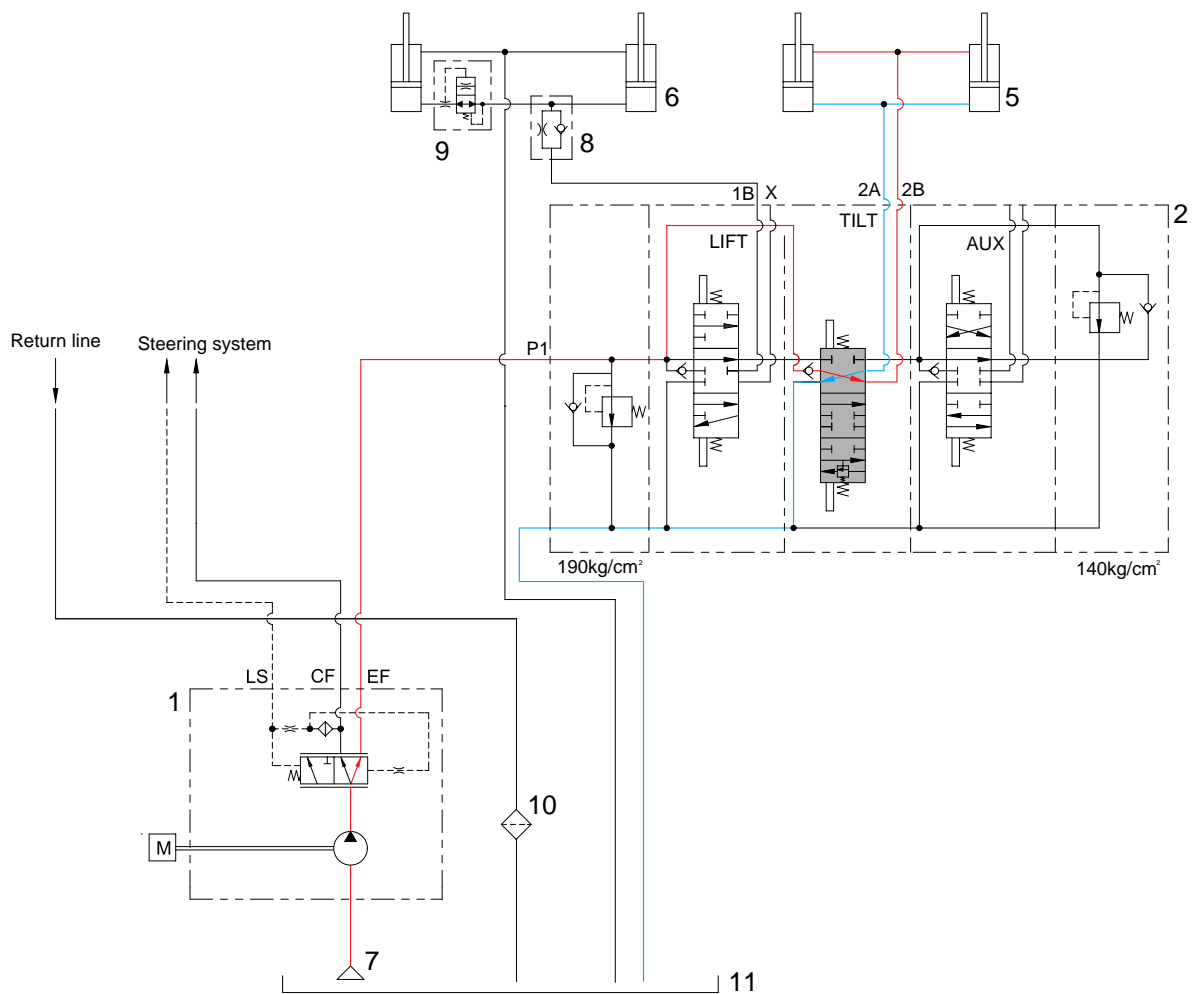 6
5
9
8
1B X
2A 2B
2
LIFT
TILT
AUX
Return line
Steering system
P1
190kg/cm²
140kg/cm²
LS CF EF
1
10
M
7
11